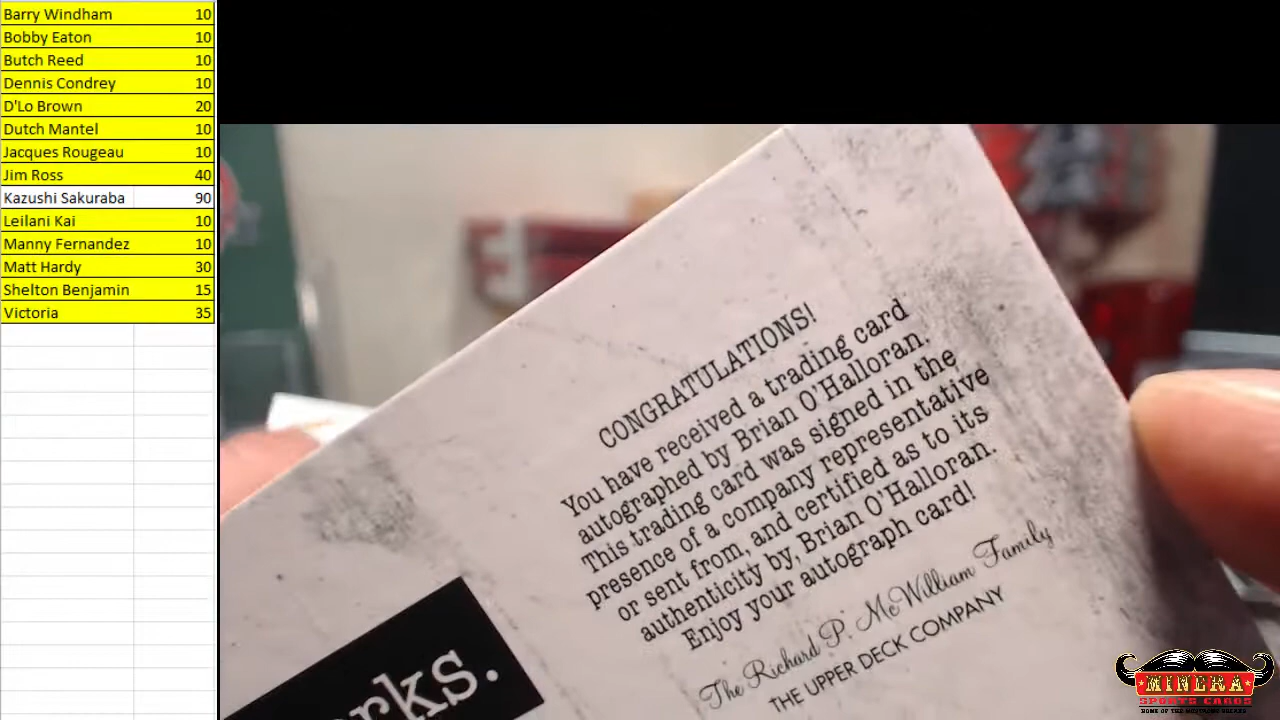 Barry Windham 10
Bobby Eaton 10
Butch Reed 10
Dennis Condrey 10
D'Lo Brown 20
Dutch Mantel 10
Jacques Rougeau 10
Jim Ross 40
Kazushi Sakuraba 90
Leilani Kai 10
Manny Fernandez 10
Matt Hardy 30
Shelton Benjamin 15
Victoria 35
CONGRATULATIONS!
You have received a trading card
autographed by Brian O'Halloran.
This trading card was signed in the
presence of a company representative
or sent from, and certified as to its
authenticity by, Brian O'Halloran.
Enjoy your autograph card!
The Richard P. McWilliam Family
THE UPPER DECK COMPANY
rks.
MINERA
SPORTS CARDS